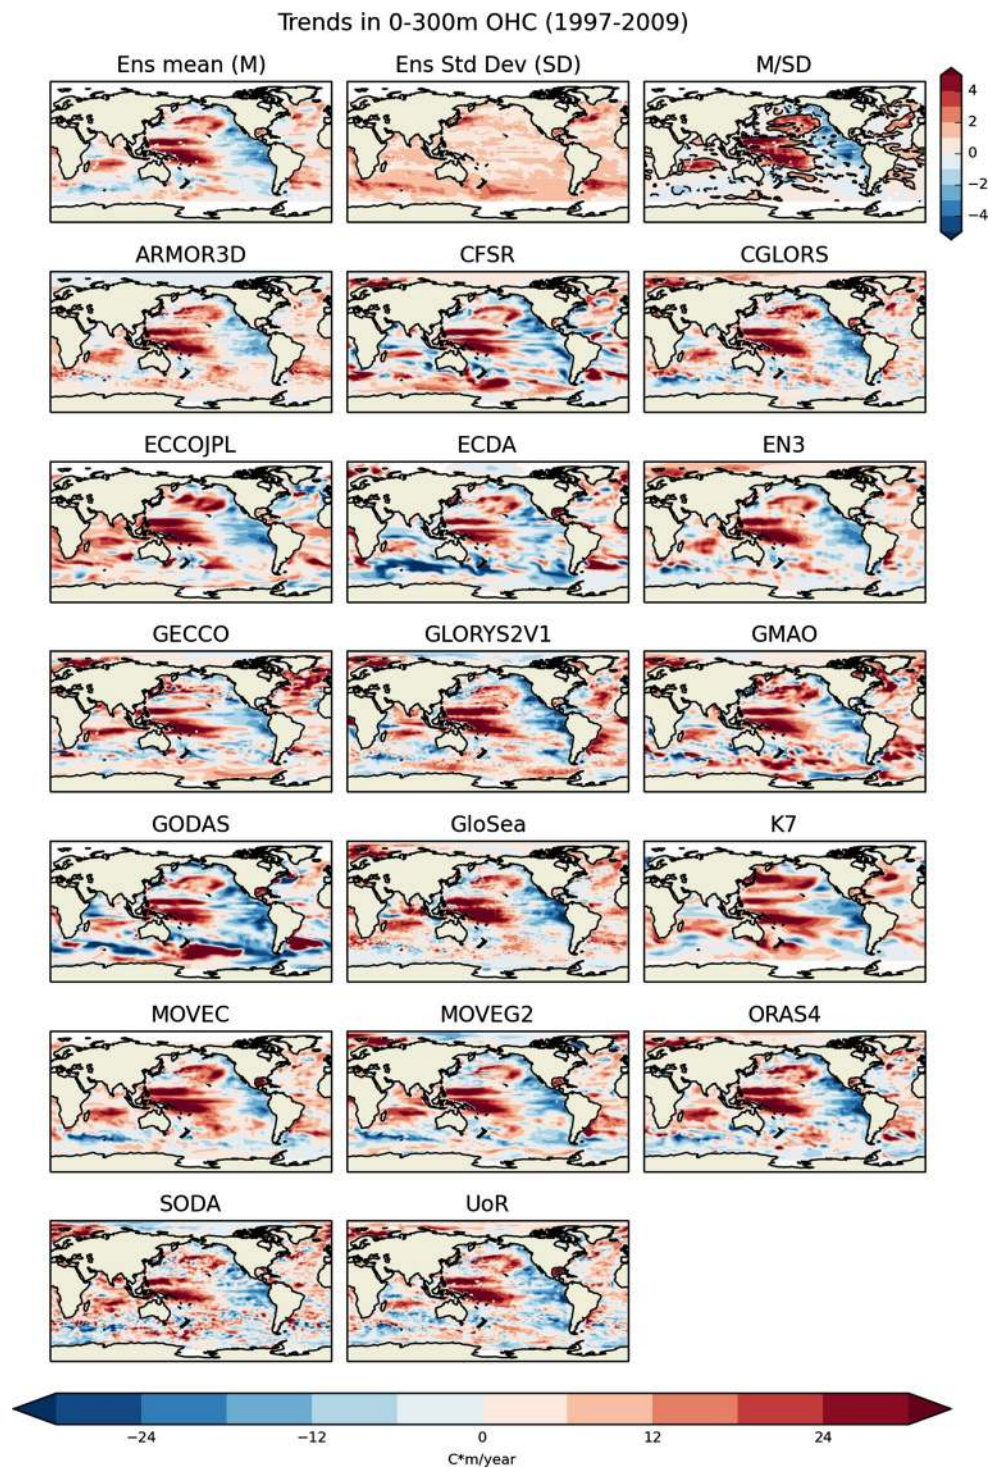 Trends in 0-300m OHC (1997-2009)
Ens mean (M) Ens Std Dev (SD) M/SD
4
2
0
−2
−4
ARMOR3D CFSR CGLORS
ECCOJPL ECDA EN3
GECCO GLORYS2V1 GMAO
GODAS GloSea K7
MOVEC MOVEG2 ORAS4
SODA UoR
−24 −12 0 12 24
C*m/year